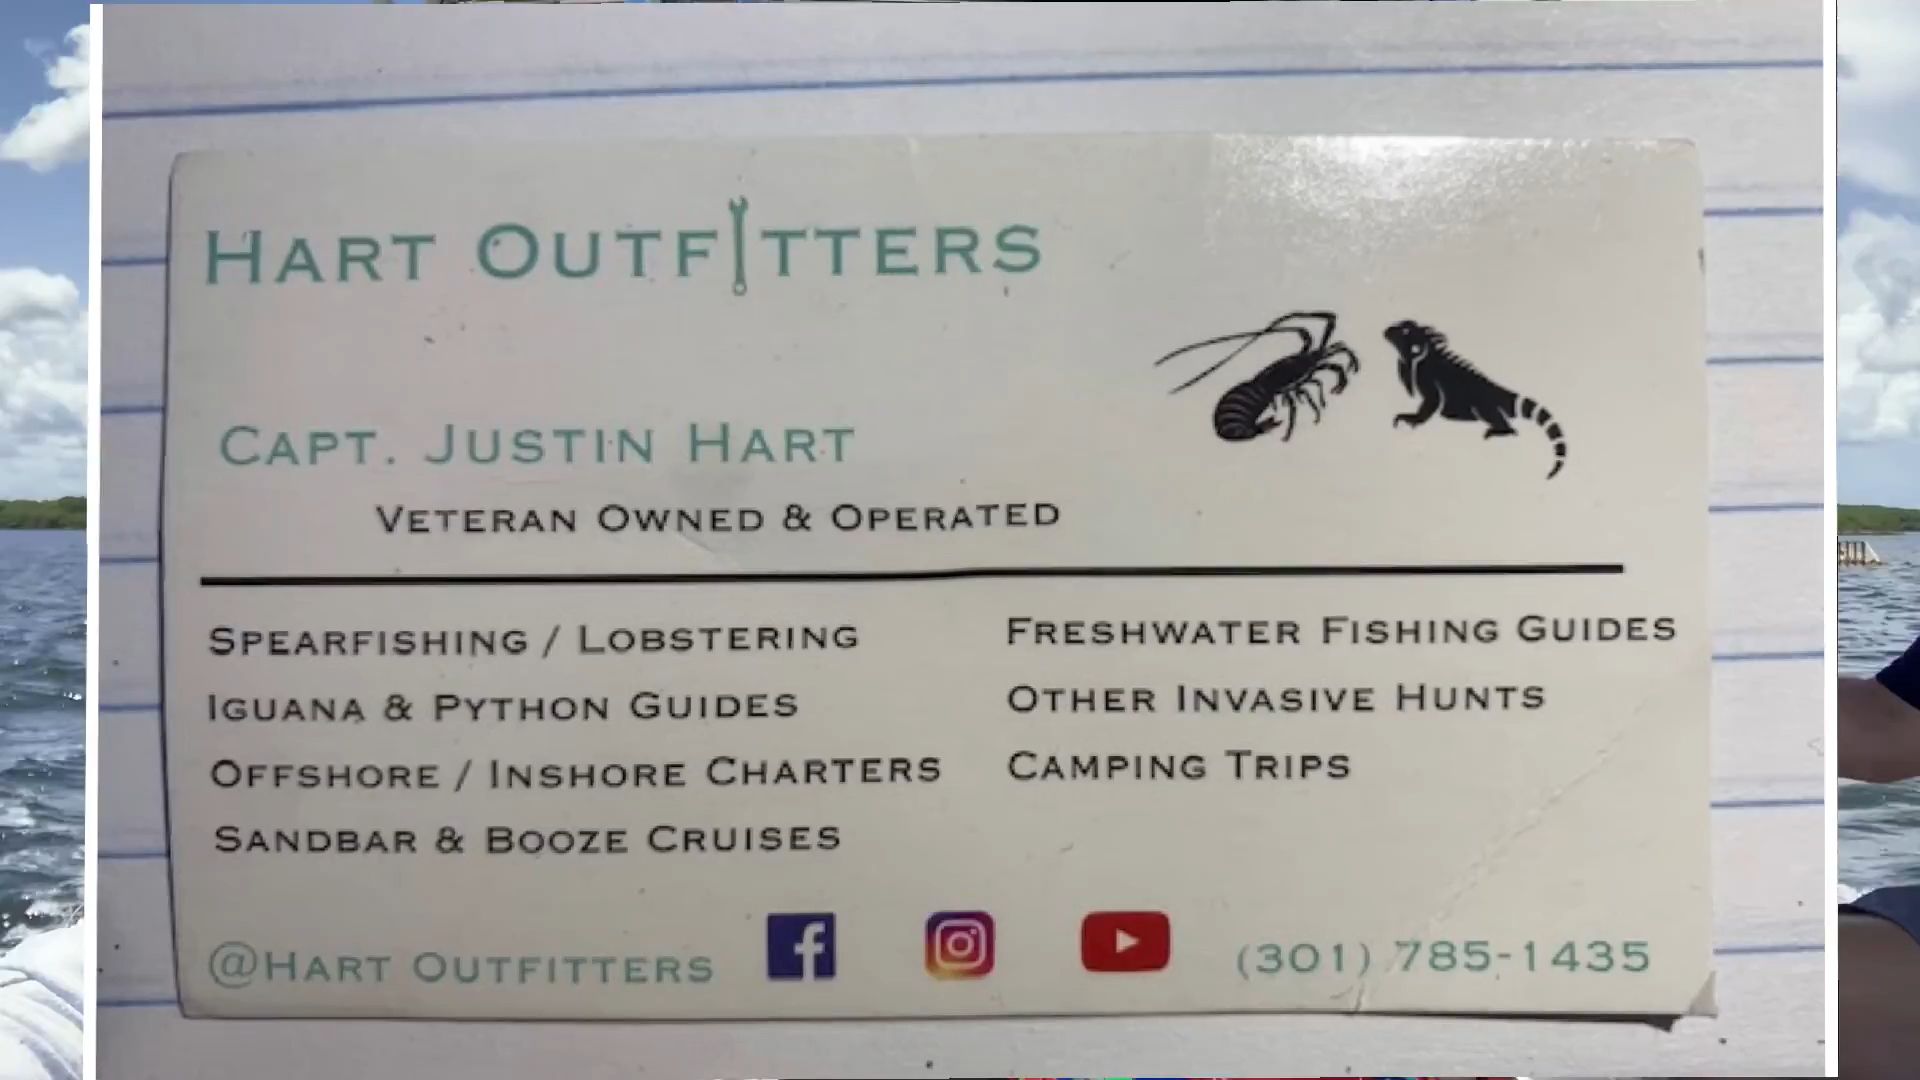 HART OUTFITTERS
CAPT. JUSTIN HART
VETERAN OWNED & OPERATED
SPEARFISHING / LOBSTERING
IGUANA & PYTHON GUIDES
OFFSHORE / INSHORE CHARTERS
SANDBAR & BOOZE CRUISES
FRESHWATER FISHING GUIDES
OTHER INVASIVE HUNTS
CAMPING TRIPS
@HART OUTFITTERS
(301) 785-1435